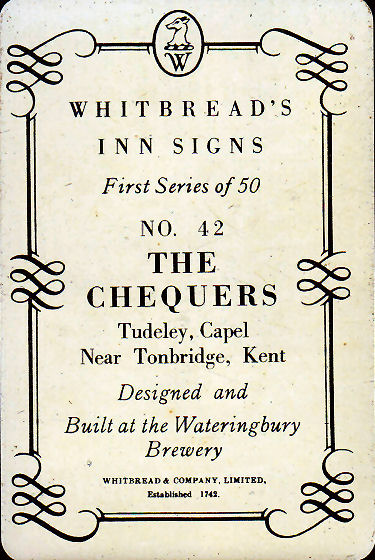 W
WHITBREAD'S
INN SIGNS
First Series of 50
NO. 42
THE
CHEQUERS
Tudeley, Capel
Near Tonbridge, Kent
Designed and
Built at the Wateringbury
Brewery
WHITBREAD & COMPANY, LIMITED,
Established 1742.